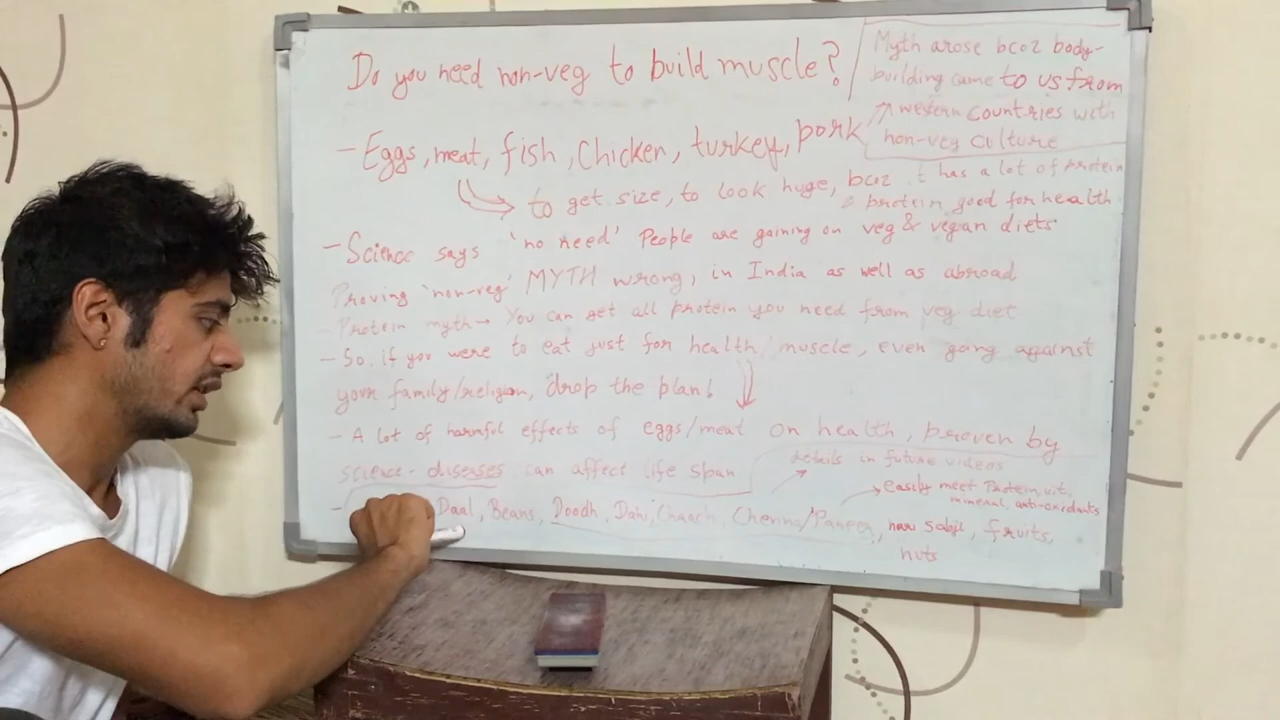 Do you need non-veg to build muscle?
Myth arose bcoz body-
building came to us from
western countries with
non-veg culture
- Eggs, meat, fish, Chicken, turkey, pork
to get size, to look huge, bcoz it has a lot of protein
& protein good for health
- Science says 'no need' People are gaining on veg & vegan diets
Proving 'non-veg' MYTH wrong, in India as well as abroad
- Protein myth → You can get all protein you need from veg diet
- So, if you were to eat just for health/muscle, even going against
your family/religion, drop the plan!
- A lot of harmful effects of eggs/meat on health, proven by
science - diseases can affect life span
details in future videos
easily meet Protein, vit,
mineral, anti-oxidants
- Daal, Beans, Doodh, Dahi, Chaach, Chenna/Paneer, hari sabji, fruits,
nuts